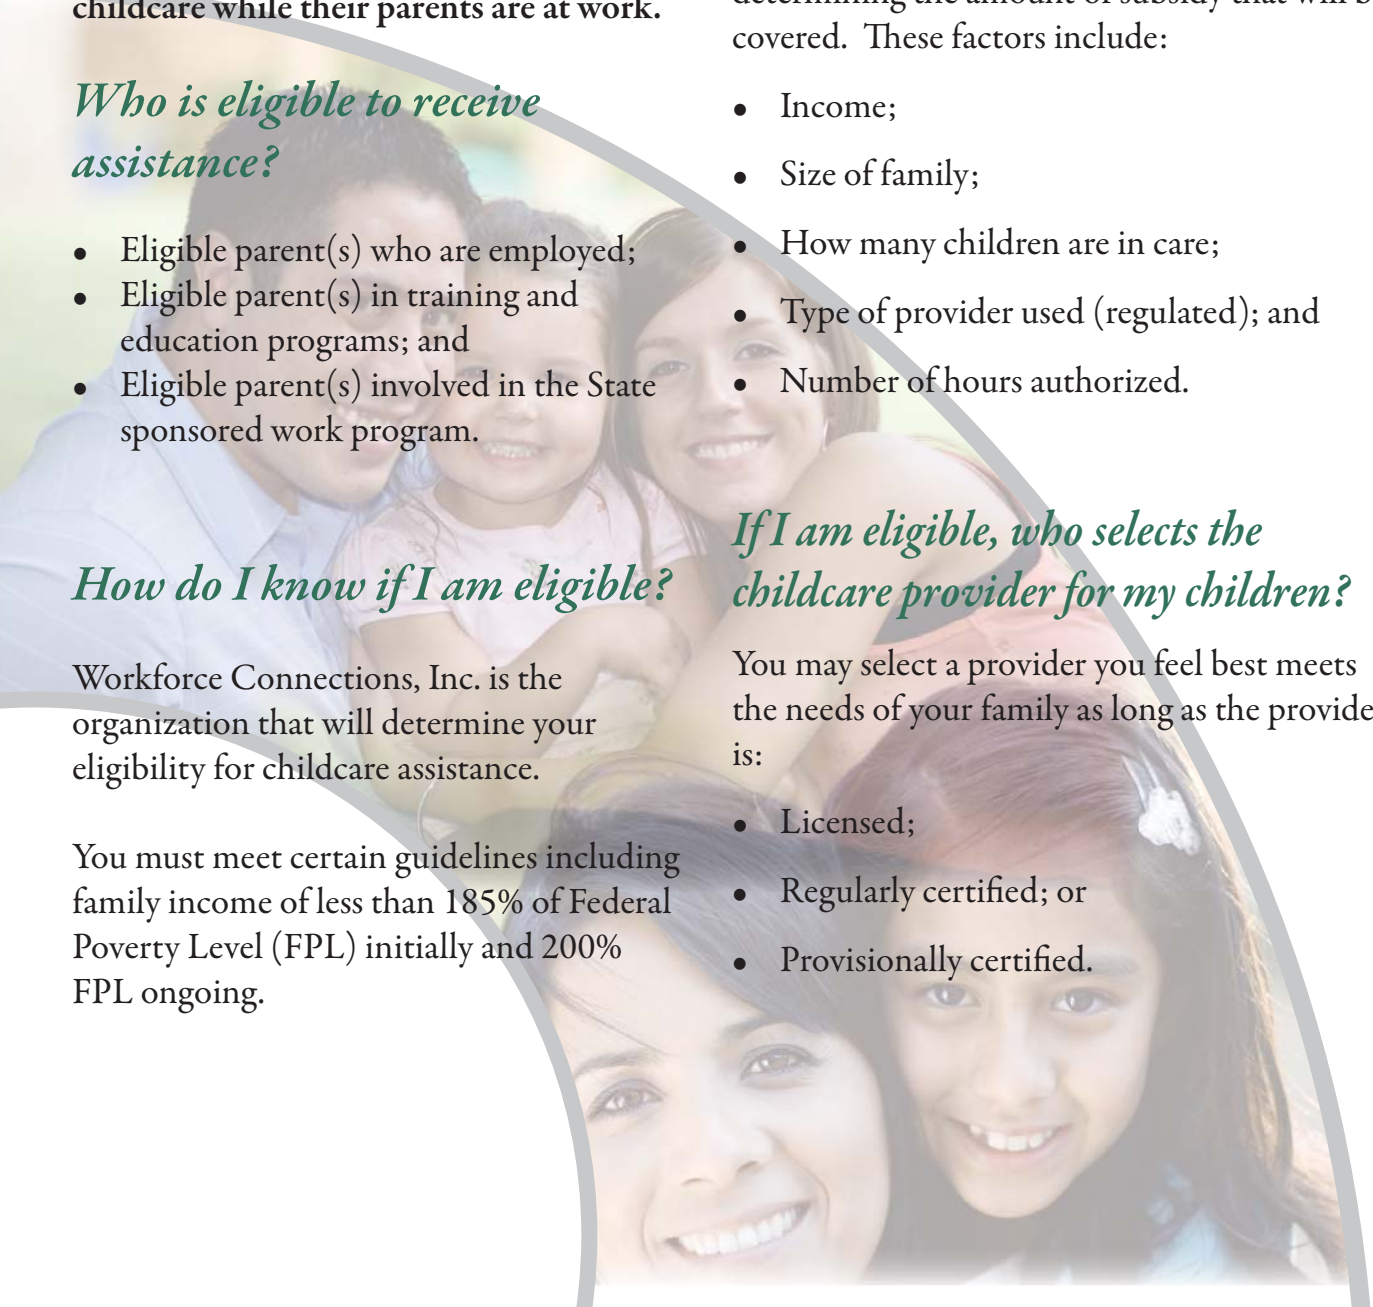 childcare while their parents are at work.
Who is eligible to receive
assistance?
• Eligible parent(s) who are employed;
• Eligible parent(s) in training and
education programs; and
• Eligible parent(s) involved in the State
sponsored work program.
How do I know if I am eligible?
Workforce Connections, Inc. is the
organization that will determine your
eligibility for childcare assistance.
You must meet certain guidelines including
family income of less than 185% of Federal
Poverty Level (FPL) initially and 200%
FPL ongoing.
determining the amount of subsidy that will b
covered. These factors include:
• Income;
• Size of family;
• How many children are in care;
• Type of provider used (regulated); and
• Number of hours authorized.
If I am eligible, who selects the
childcare provider for my children?
You may select a provider you feel best meets
the needs of your family as long as the provide
is:
• Licensed;
• Regularly certified; or
• Provisionally certified.